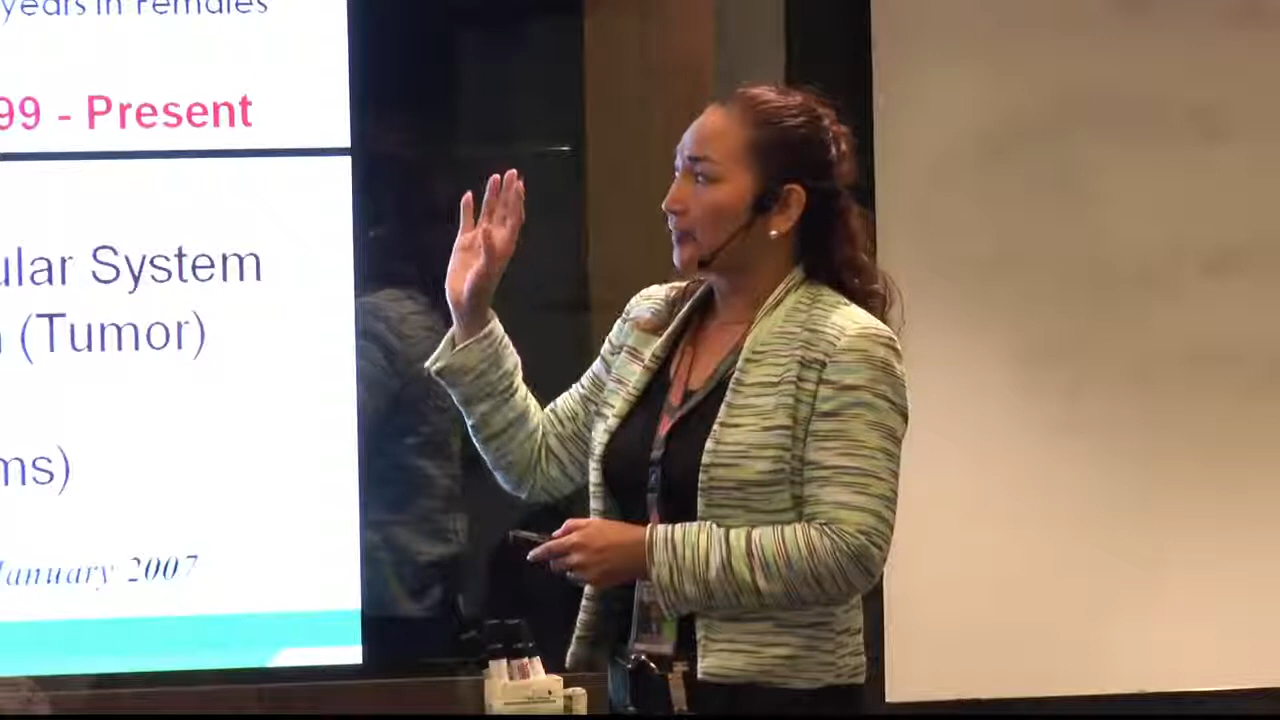 years in Females
99 - Present
ular System
(Tumor)
ms)
January 2007